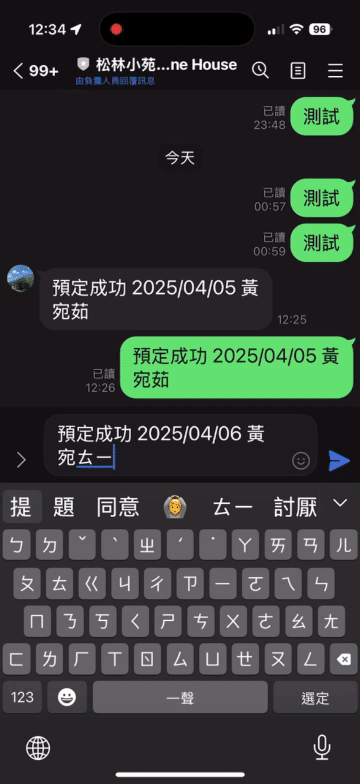 12:34
96
99+
松林小苑...ne House
由負責人員回覆訊息
已讀
23:48
測試
今天
已讀
00:57
測試
已讀
00:59
測試
預定成功 2025/04/05 黃
宛茹
12:25
預定成功 2025/04/05 黃
宛茹
已讀
12:26
預定成功 2025/04/06 黃
宛ㄊㄧ
提 題 同意 🙆 ㄊㄧ 討厭
ㄅ ㄉ ˇ ˋ ㄓ ˊ ˙ ㄚ ㄞ ㄢ ㄦ
ㄆ ㄊ ㄍ ㄐ ㄔ ㄗ ㄧ ㄛ ㄟ ㄣ
ㄇ ㄋ ㄎ ㄑ ㄕ ㄘ ㄨ ㄜ ㄠ ㄤ
ㄈ ㄌ ㄏ ㄒ ㄖ ㄙ ㄩ ㄝ ㄡ ㄥ
123 一聲 選定